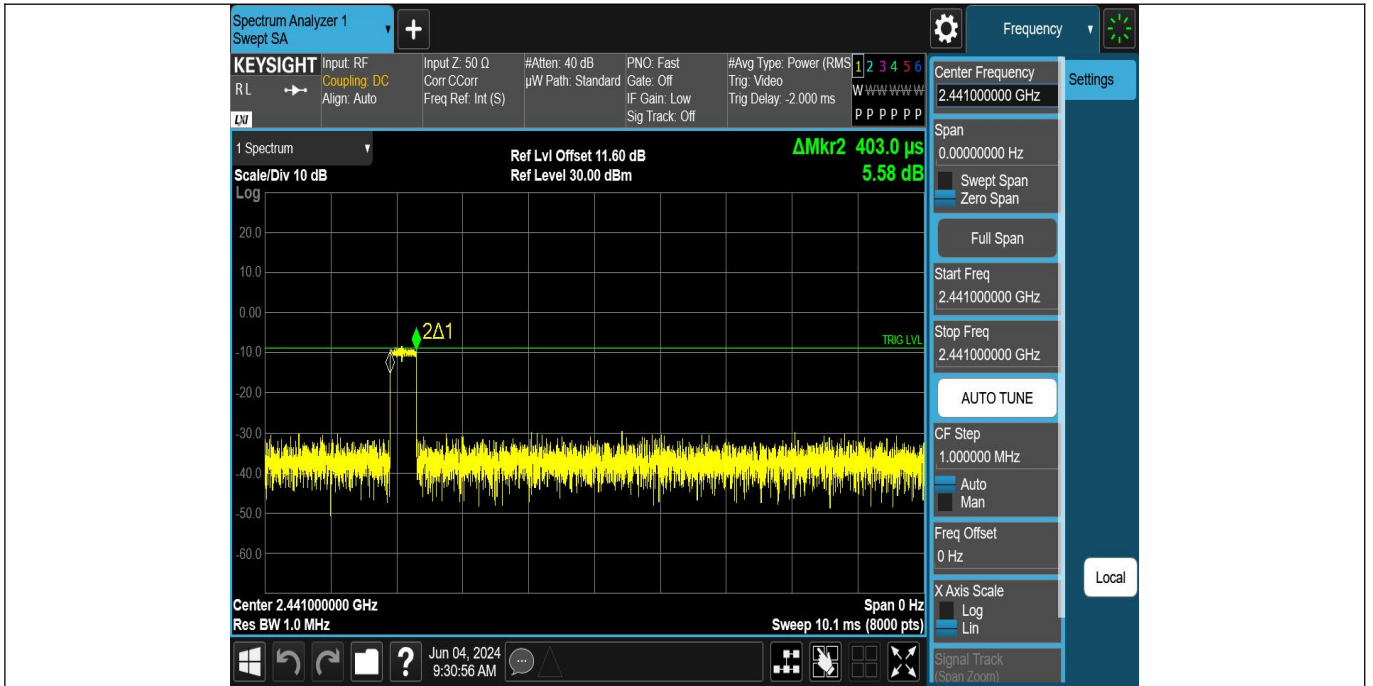 Spectrum Analyzer 1
Swept SA
+
Frequency
KEYSIGHT
RL
LXI
Input: RF
Coupling: DC
Align: Auto
Input Z: 50 Ω
Corr CCorr
Freq Ref: Int (S)
#Atten: 40 dB
µW Path: Standard
PNO: Fast
Gate: Off
IF Gain: Low
Sig Track: Off
#Avg Type: Power (RMS
Trig: Video
Trig Delay: -2.000 ms
1 2 3 4 5 6
W W W W W W
P P P P P P
Center Frequency
2.441000000 GHz
Settings
1 Spectrum
Scale/Div 10 dB
Log
Ref Lvl Offset 11.60 dB
Ref Level 30.00 dBm
ΔMkr2 403.0 µs
5.58 dB
Span
0.00000000 Hz
Swept Span
Zero Span
Full Span
Start Freq
2.441000000 GHz
Stop Freq
2.441000000 GHz
AUTO TUNE
CF Step
1.000000 MHz
Auto
Man
Freq Offset
0 Hz
X Axis Scale
Log
Lin
Signal Track
(Span Zoom)
Local
20.0
10.0
0.00
-10.0
-20.0
-30.0
-40.0
-50.0
-60.0
2Δ1
TRIG LVL
Center 2.441000000 GHz
Res BW 1.0 MHz
Span 0 Hz
Sweep 10.1 ms (8000 pts)
?
Jun 04, 2024
9:30:56 AM